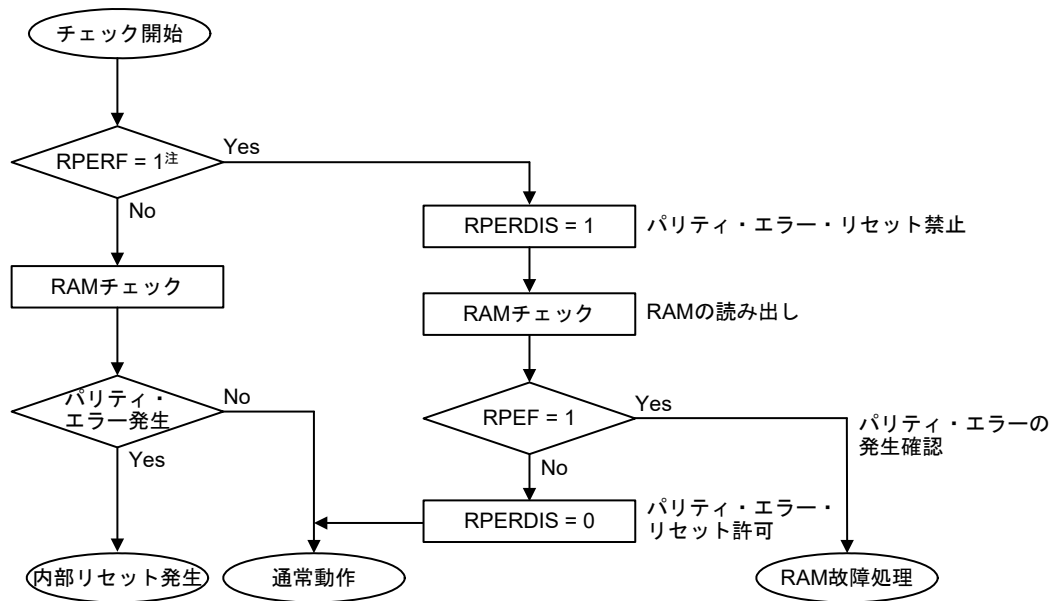 チェック開始
RPERF = 1注
Yes
No
RPERDIS = 1
パリティ・エラー・リセット禁止
RAMチェック
RAMチェック
RAMの読み出し
パリティ・
エラー発生
No
Yes
RPEF = 1
Yes
No
パリティ・エラーの
発生確認
RPERDIS = 0
パリティ・エラー・
リセット許可
内部リセット発生
通常動作
RAM故障処理